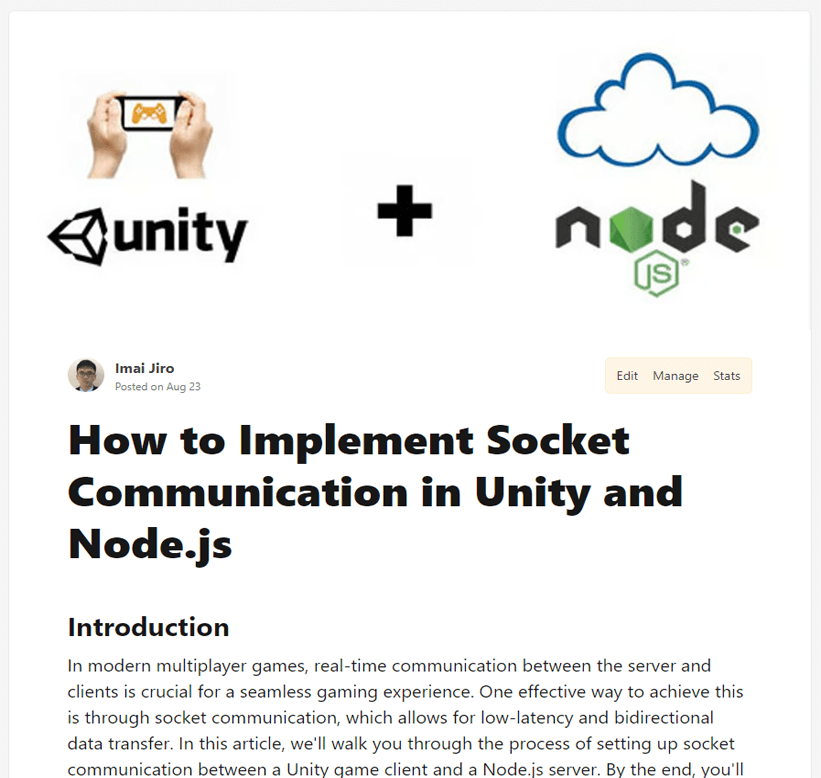 unity
node
JS
Imai Jiro
Posted on Aug 23
Edit Manage Stats
How to Implement Socket
Communication in Unity and
Node.js
Introduction
In modern multiplayer games, real-time communication between the server and
clients is crucial for a seamless gaming experience. One effective way to achieve this
is through socket communication, which allows for low-latency and bidirectional
data transfer. In this article, we'll walk you through the process of setting up socket
communication between a Unity game client and a Node.js server. By the end, you'll